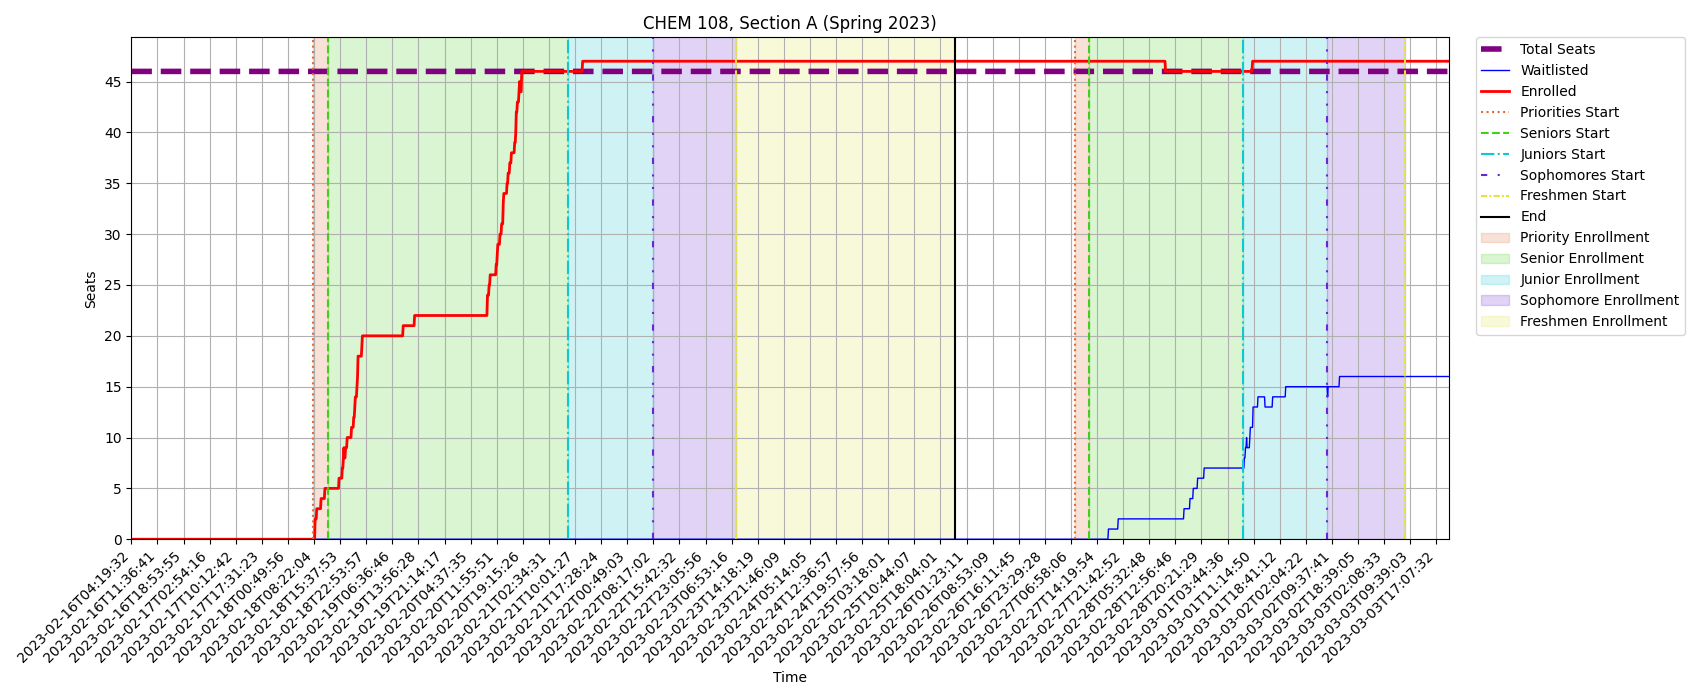 CHEM 108, Section A (Spring 2023)
Total Seats
Waitlisted
Enrolled
Priorities Start
Seniors Start
Juniors Start
Sophomores Start
Freshmen Start
End
Priority Enrollment
Senior Enrollment
Junior Enrollment
Sophomore Enrollment
Freshmen Enrollment
Seats
45
40
35
30
25
20
15
10
5
0
2023-02-16T04:19:32
2023-02-16T11:36:41
2023-02-16T18:53:55
2023-02-17T02:54:16
2023-02-17T10:12:42
2023-02-17T17:31:23
2023-02-18T00:49:56
2023-02-18T08:22:04
2023-02-18T15:37:53
2023-02-18T22:53:57
2023-02-19T06:36:46
2023-02-19T13:56:28
2023-02-19T21:14:17
2023-02-20T04:37:35
2023-02-20T11:55:51
2023-02-20T19:15:26
2023-02-21T02:34:31
2023-02-21T10:01:27
2023-02-21T17:28:24
2023-02-22T00:49:03
2023-02-22T08:17:02
2023-02-22T15:42:32
2023-02-22T23:05:56
2023-02-23T06:53:16
2023-02-23T14:18:19
2023-02-23T21:46:09
2023-02-24T05:14:05
2023-02-24T12:36:57
2023-02-24T19:57:56
2023-02-25T03:18:01
2023-02-25T10:44:07
2023-02-25T18:04:01
2023-02-26T01:23:11
2023-02-26T08:53:09
2023-02-26T16:11:45
2023-02-26T23:29:28
2023-02-27T06:58:06
2023-02-27T14:19:54
2023-02-27T21:42:52
2023-02-28T05:32:48
2023-02-28T12:56:46
2023-02-28T20:21:29
2023-03-01T03:44:36
2023-03-01T11:14:50
2023-03-01T18:41:12
2023-03-02T02:04:22
2023-03-02T09:37:41
2023-03-02T18:39:05
2023-03-03T02:08:33
2023-03-03T09:39:03
2023-03-03T17:07:32
Time